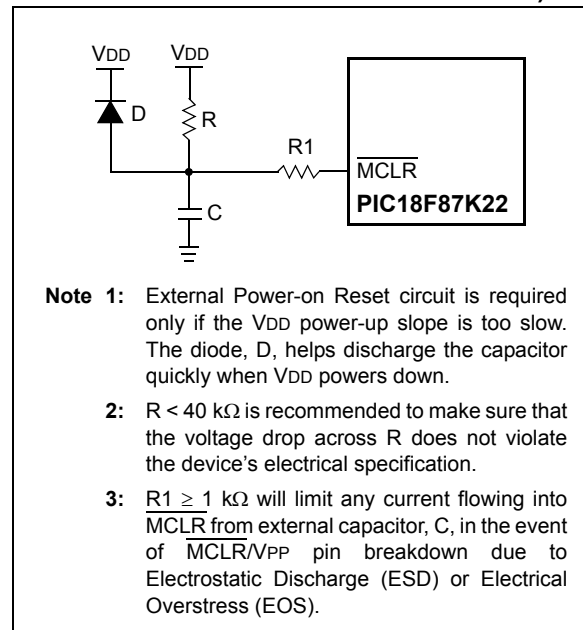 VDD VDD
D
R
R1
MCLR
PIC18F87K22
C
Note 1: External Power-on Reset circuit is required
only if the VDD power-up slope is too slow.
The diode, D, helps discharge the capacitor
quickly when VDD powers down.
2: R < 40 kΩ is recommended to make sure that
the voltage drop across R does not violate
the device's electrical specification.
3: R1 ≥ 1 kΩ will limit any current flowing into
MCLR from external capacitor, C, in the event
of MCLR/VPP pin breakdown due to
Electrostatic Discharge (ESD) or Electrical
Overstress (EOS).